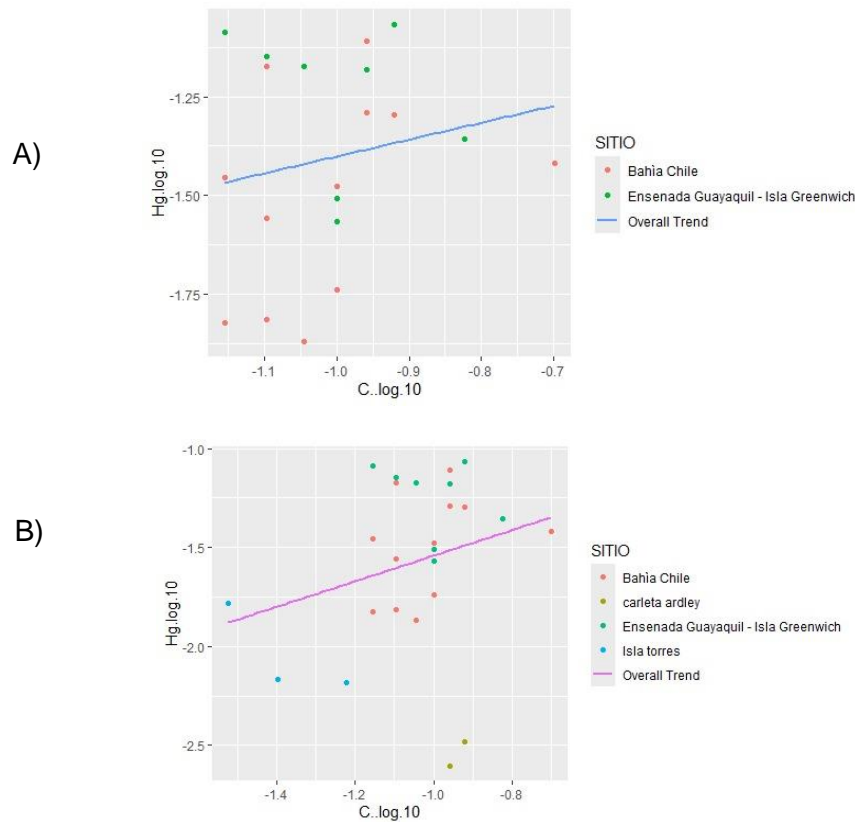 A)
Hg.log.10
-1.25
-1.50
-1.75
-1.1
-1.0
-0.9
-0.8
-0.7
C..log.10
SITIO
Bahìa Chile
Ensenada Guayaquil - Isla Greenwich
Overall Trend
B)
Hg.log.10
-1.0
-1.5
-2.0
-2.5
-1.4
-1.2
-1.0
-0.8
C..log.10
SITIO
Bahìa Chile
carleta ardley
Ensenada Guayaquil - Isla Greenwich
Isla torres
Overall Trend